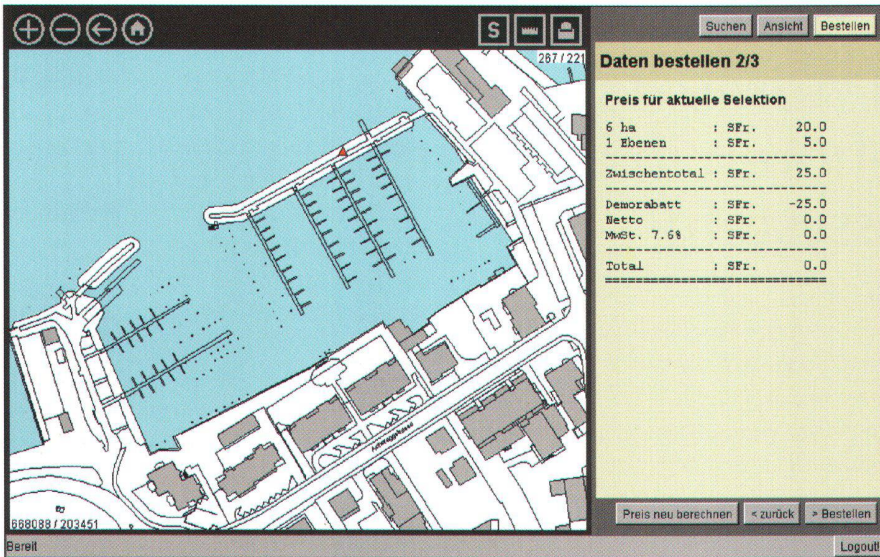 S
Suchen Ansicht Bestellen
267 / 221
Daten bestellen 2/3
Preis für aktuelle Selektion
6 ha : SFr. 20.0
1 Ebenen : SFr. 5.0
Zwischentotal : SFr. 25.0
Demorabatt : SFr. -25.0
Netto : SFr. 0.0
MwSt. 7.6% : SFr. 0.0
Total : SFr. 0.0
668088 / 203451
Preis neu berechnen < zurück > Bestellen
Bereit Logout!